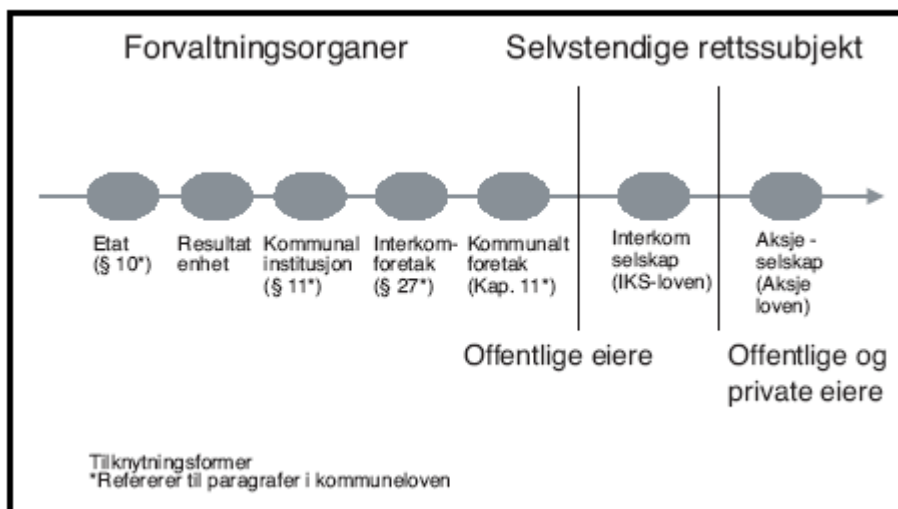 Forvaltningsorganer
Selvstendige rettssubjekt
Etat
(§ 10*)
Resultat
enhet
Kommunal
institusjon
(§ 11*)
Interkom-
foretak
(§ 27*)
Kommunalt
foretak
(Kap. 11*)
Interkom
selskap
(IKS-loven)
Aksje -
selskap
(Aksje
loven)
Offentlige eiere
Offentlige og
private eiere
Tilknytningsformer
*Refererer til paragrafer i kommuneloven